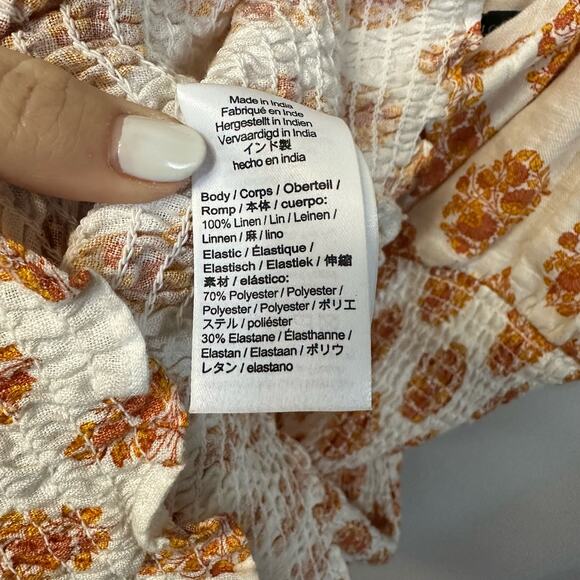 Made in India
Fabriqué en Inde
Hergestellt in Indien
Vervaardigd in India
インド製
hecho en india
Body / Corps / Oberteil /
Romp / 本体 / cuerpo:
100% Linen / Lin / Leinen /
Linnen / 麻 / lino
Elastic / Élastique /
Elastisch / Elastiek / 伸縮
素材 / elástico:
70% Polyester / Polyester /
Polyester / Polyester / ポリエ
ステル / poliéster
30% Elastane / Élasthanne /
Elastan / Elastaan / ポリウ
レタン / elastano